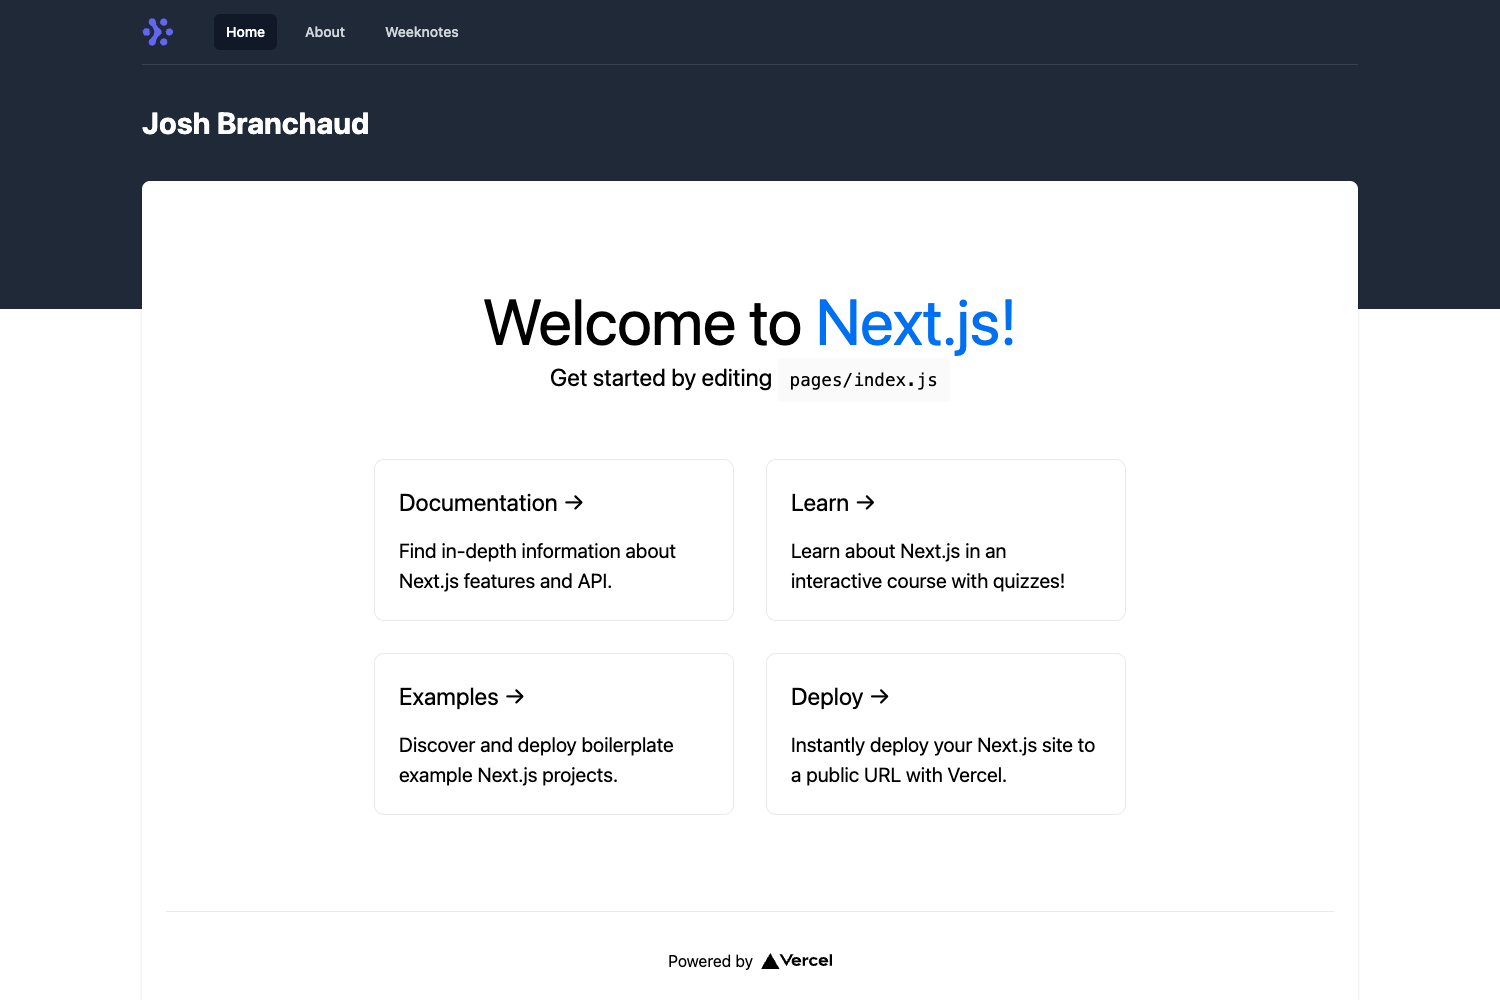 Home About Weeknotes
Josh Branchaud
Welcome to Next.js!
Get started by editing pages/index.js
Documentation →
Find in-depth information about
Next.js features and API.
Learn →
Learn about Next.js in an
interactive course with quizzes!
Examples →
Discover and deploy boilerplate
example Next.js projects.
Deploy →
Instantly deploy your Next.js site to
a public URL with Vercel.
Powered by Vercel